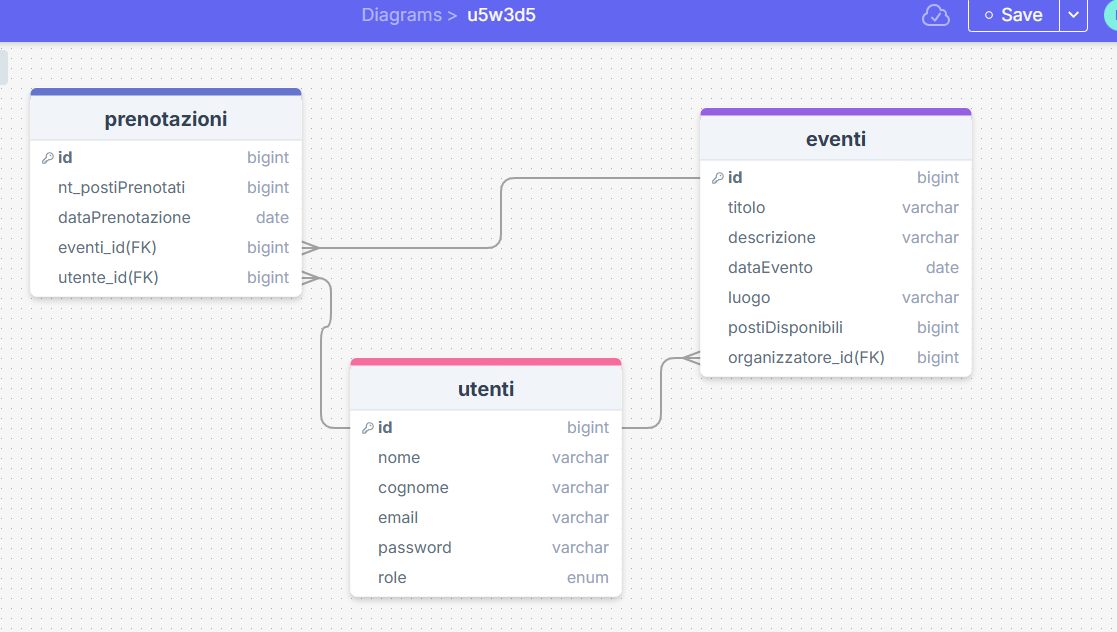 Diagrams > u5w3d5
Save
prenotazioni
id bigint
nt_postiPrenotati bigint
dataPrenotazione date
eventi_id(FK) bigint
utente_id(FK) bigint
eventi
id bigint
titolo varchar
descrizione varchar
dataEvento date
luogo varchar
postiDisponibili bigint
organizzatore_id(FK) bigint
utenti
id bigint
nome varchar
cognome varchar
email varchar
password varchar
role enum